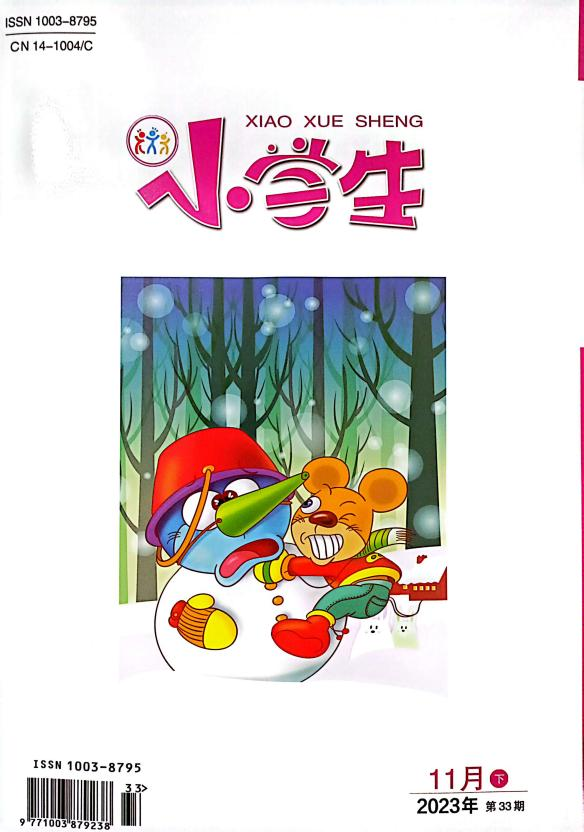 ISSN 1003-8795
CN 14-1004/C
XIAO XUE SHENG
小学生
ISSN 1003-8795
33>
9 771003 879238
11月 下
2023年 第33期